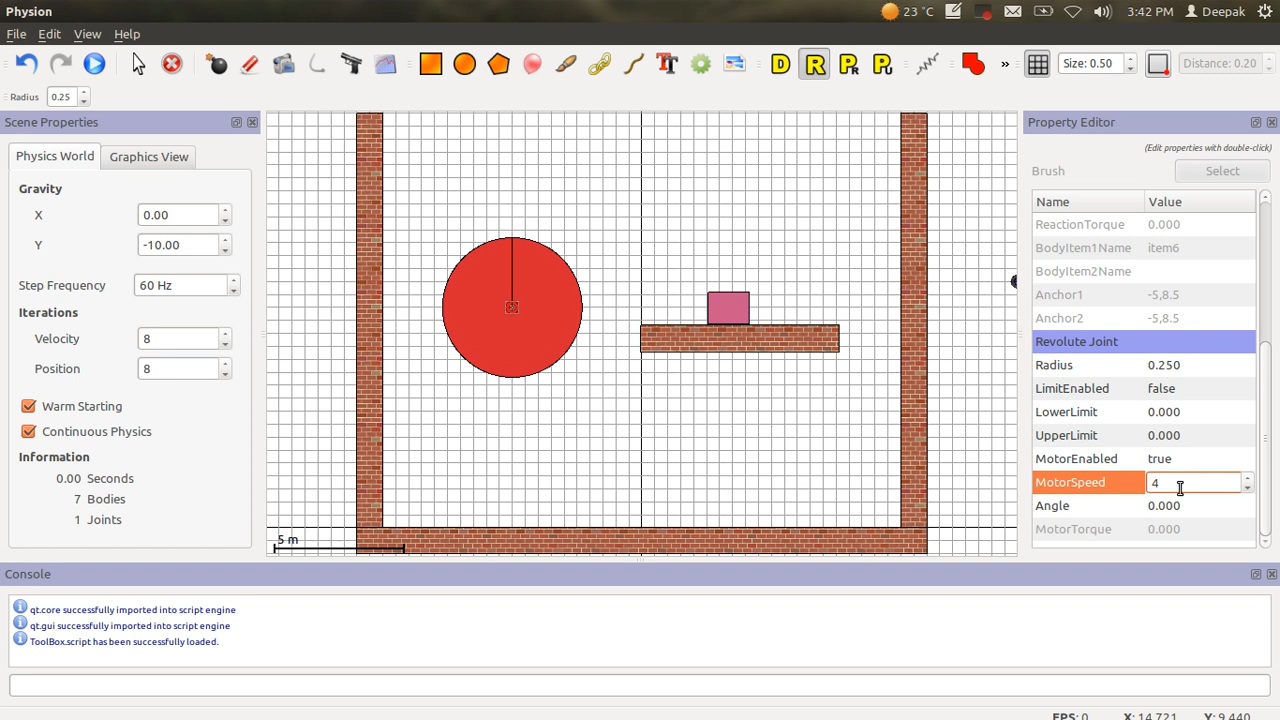 Physion 23 °C 3:42 PM Deepak
File Edit View Help
TT D R PR PU » Size: 0.50 Distance: 0.20
Radius 0.25
Scene Properties
Physics World Graphics View
Gravity
X 0.00
Y -10.00
Step Frequency 60 Hz
Iterations
Velocity 8
Position 8
Warm Starting
Continuous Physics
Information
0.00 Seconds
7 Bodies
1 Joints
5 m
Property Editor
(Edit properties with double-click)
Brush Select
Name Value
ReactionTorque 0.000
BodyItem1Name item6
BodyItem2Name
Anchor1 -5,8.5
Anchor2 -5,8.5
Revolute Joint
Radius 0.250
LimitEnabled false
LowerLimit 0.000
UpperLimit 0.000
MotorEnabled true
MotorSpeed 4
Angle 0.000
MotorTorque 0.000
Console
qt.core successfully imported into script engine
qt.gui successfully imported into script engine
ToolBox.script has been successfully loaded.
EPS: 0 X: 14.721 Y: 9.440